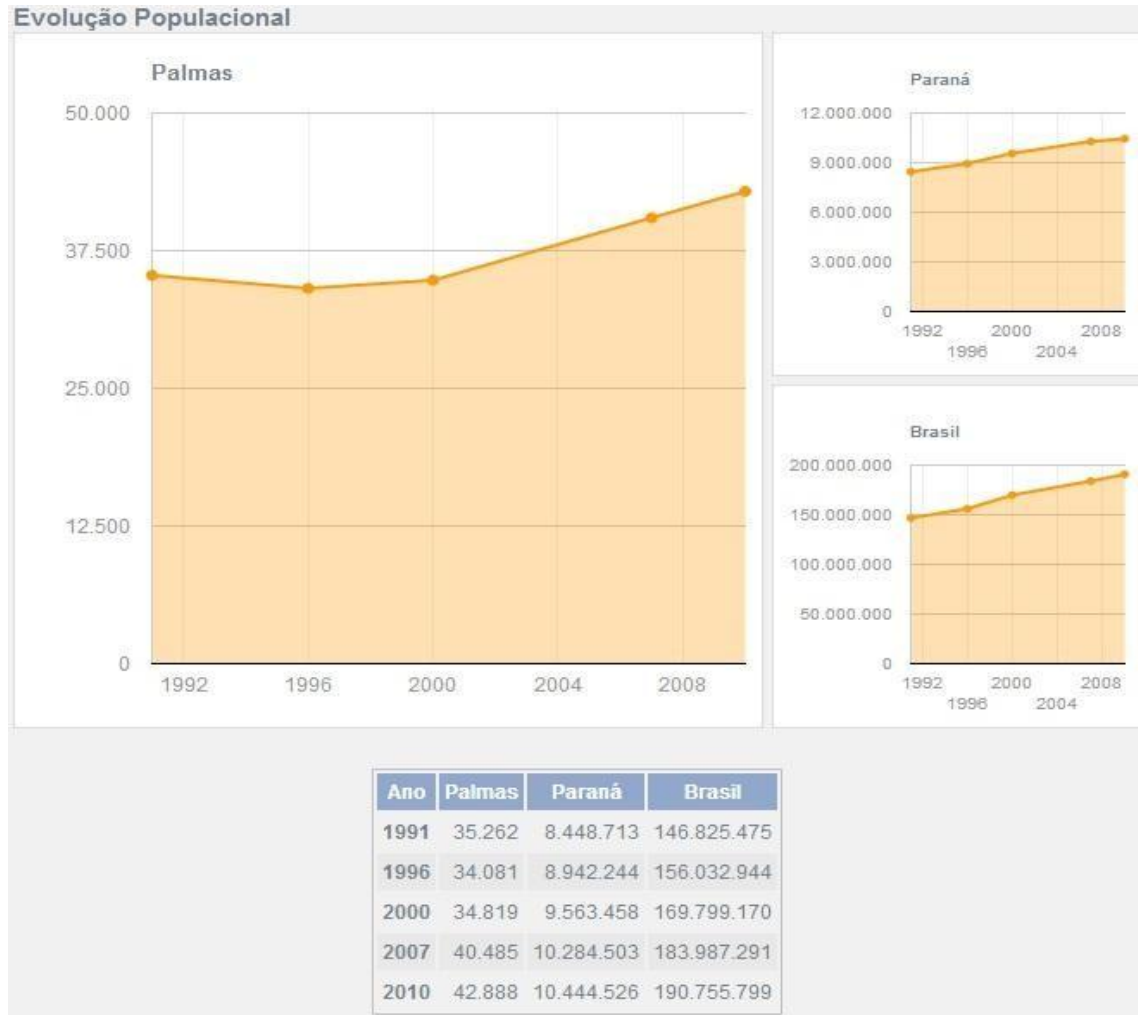 Evolução Populacional
Palmas
50.000
37.500
25.000
12.500
0
1992 1996 2000 2004 2008
Paraná
12.000.000
9.000.000
6.000.000
3.000.000
0
1992 2000 2008
1996 2004
Brasil
200.000.000
150.000.000
100.000.000
50.000.000
0
1992 2000 2008
1996 2004
Ano Palmas Paraná Brasil
1991 35.262 8.448.713 146.825.475
1996 34.081 8.942.244 156.032.944
2000 34.819 9.563.458 169.799.170
2007 40.485 10.284.503 183.987.291
2010 42.888 10.444.526 190.755.799